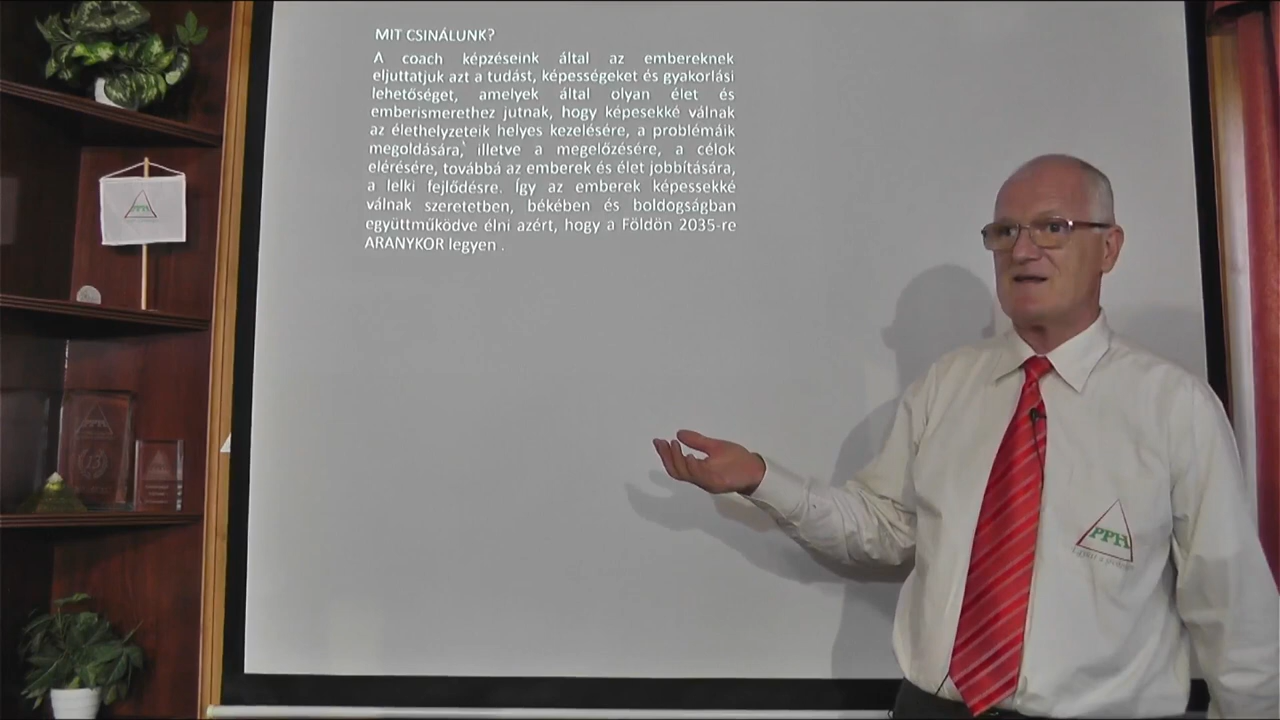 MIT CSINÁLUNK?
A coach képzéseink által az embereknek
eljuttatjuk azt a tudást, képességeket és gyakorlási
lehetőséget, amelyek által olyan élet és
emberismerethez jutnak, hogy képesekké válnak
az élethelyzeteik helyes kezelésére, a problémáik
megoldására, illetve a megelőzésére, a célok
elérésére, továbbá az emberek és élet jobbítására,
a lelki fejlődésre. Így az emberek képessekké
válnak szeretetben, békében és boldogságban
együttműködve élni azért, hogy a Földön 2035-re
ARANYKOR legyen .
PPH
PPH
13